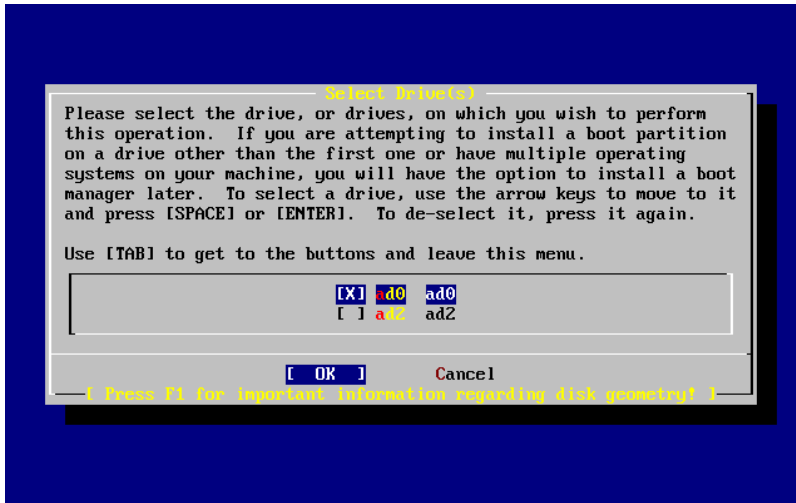 Select Drive(s)
Please select the drive, or drives, on which you wish to perform
this operation.  If you are attempting to install a boot partition
on a drive other than the first one or have multiple operating
systems on your machine, you will have the option to install a boot
manager later.  To select a drive, use the arrow keys to move to it
and press [SPACE] or [ENTER].  To de-select it, press it again.
Use [TAB] to get to the buttons and leave this menu.
[X] ad0  ad0
[ ] ad2  ad2
[  OK  ]  Cancel
[ Press F1 for important information regarding disk geometry! ]